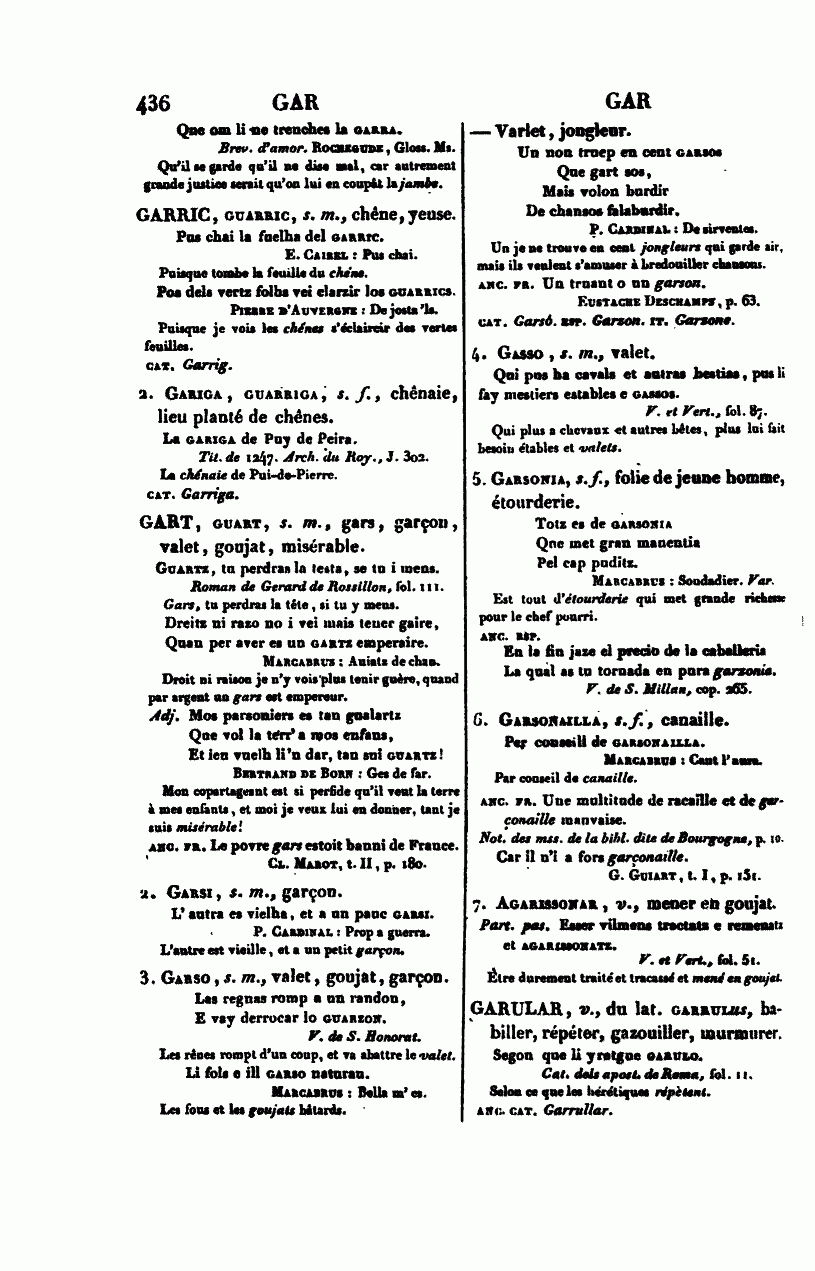 436 GAR
Que om li ne trenches la GARRA.
Brev. d'amor. ROCHEGUDE, Gloss. Ms.
Qu'il se garde qu'il ne dise mal, car autrement
grande justice serait qu'on lui en coupât la jambe.
GARRIC, GUARRIC, s. m., chêne, yeuse.
Pus chai la fuelha del GARRIC.
E. CAIREL : Pus chai.
Puisque tombe la feuille du chêne.
Pos dels vertz folhs vei clarzir los GUARRICS.
PIERRE D'AUVERGNE : De josta 'ls.
Puisque je vois les chênes s'éclaircir des vertes
feuilles.
CAT. Garrig.
2. GARIGA, GUARRIGA, s. f., chênaie,
lieu planté de chênes.
La GARIGA de Puy de Peira.
Tit. de 1247. Arch. du Roy., J. 302.
La chênaie de Pui-de-Pierre.
CAT. Garriga.
GART, GUART, s. m., gars, garçon,
valet, goujat, misérable.
GUARTZ, tu perdras la testa, se tu i mens.
Roman de Gerard de Rossillon, fol. 111.
Gars, tu perdras la tête, si tu y mens.
Dreitz ni razo no i vei mais tener gaire,
Quan per aver es un GARTZ emperaire.
MARCABRUS : Auiatz de chan.
Droit ni raison je n'y vois plus tenir guère, quand
par argent un gars est empereur.
Adj. Mos parsoniers es tan gualartz
Que vol la terr' a mos enfans,
Et ieu vuelh li'n dar, tan sui GUARTZ!
BERTRAND DE BORN : Ges de far.
Mon copartageant est si perfide qu'il veut la terre
à mes enfants, et moi je veux lui en donner, tant je
suis misérable!
ANC. FR. Le povre gars estoit banni de France.
CL. MAROT, t. II, p. 180.
2. GARSI, s. m., garçon.
L'autra es vielha, et a un pauc GARSI.
P. CARDINAL : Prop a guerra.
L'autre est vieille, et a un petit garçon.
3. GARSO, s. m., valet, goujat, garçon.
Las regnas romp a un randon,
E vay derrocar lo GUARZON.
V. de S. Honorat.
Les rênes rompt d'un coup, et va abattre le valet.
Li fols e ill GARSO naturau.
MARCABRUS : Bella m' es.
Les fous et les goujats bâtards.
GAR
— Varlet, jongleur.
Un non truep en cent GARSOS
Que gart sos,
Mais volon burdir
De chansos falaburdir.
P. CARDINAL : De sirventes.
Un je ne trouve en cent jongleurs qui garde air,
mais ils veulent s'amuser à bredouiller chansons.
ANC. FR. Un truant o un garson.
EUSTACHE DESCHAMPS, p. 63.
CAT. Garsó. ESP. Garzon. IT. Garzone.
4. GASSO, s. m., valet.
Qui pus ha cavals et autras bestias, pus li
fay mestiers estables e GASSOS.
V. et Vert., fol. 87.
Qui plus a chevaux et autres bêtes, plus lui fait
besoin étables et valets.
5. GARSONIA, s. f., folie de jeune homme,
étourderie.
Totz es de GARSONIA
Que met gran manentia
Pel cap puditz.
MARCABRUS : Soudadier. Var.
Est tout d'étourderie qui met grande richesse
pour le chef pourri.
ANC. ESP.
En la fin jaze el precio de la caballeria
La qual as tu tornada en pura garzonia.
V. de S. Millan, cop. 265.
6. GARSONAILLA, s. f., canaille.
Per conseill de GARSONAILLA.
MARCABRUS : Cant l'aura.
Par conseil de canaille.
ANC. FR. Une multitude de racaille et de gar-
çonaille mauvaise.
Not. des mss. de la bibl. dite de Bourgogne, p. 10.
Car il n'i a fors garçonaille.
G. GUIART, t. I, p. 151.
7. AGARISSONAR, v., mener en goujat.
Part. pas. Esser vilmens tractatz e remenatz
et AGARISSONATZ.
V. et Vert., fol. 51.
Être durement traité et tracassé et mené en goujat.
GARULAR, v., du lat. GARRULUS, ba-
biller, répéter, gazouiller, murmurer.
Segon que li yretgue GARULO.
Cat. dels apost. de Roma, fol. 11.
Selon ce que les hérétiques répètent.
ANC. CAT. Garrullar.